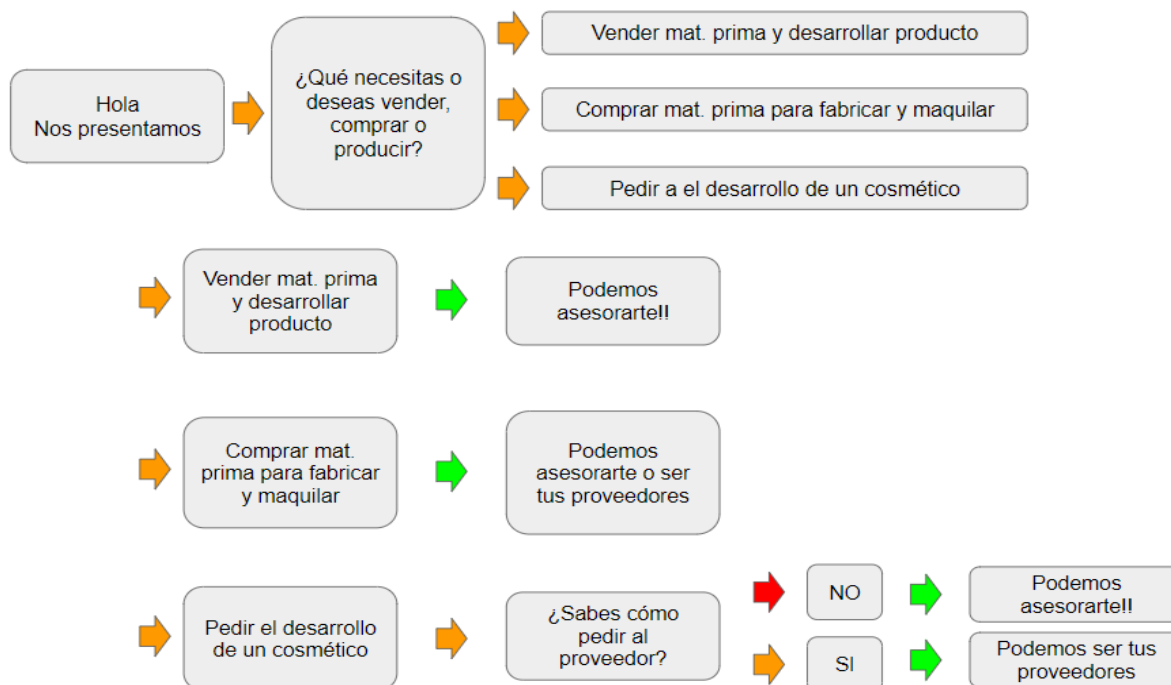 Hola
Nos presentamos
¿Qué necesitas o
deseas vender,
comprar o
producir?
Vender mat. prima y desarrollar producto
Comprar mat. prima para fabricar y maquilar
Pedir a el desarrollo de un cosmético
Vender mat. prima
y desarrollar
producto
Podemos
asesorarte!!
Comprar mat.
prima para fabricar
y maquilar
Podemos
asesorarte o ser
tus proveedores
Pedir el desarrollo
de un cosmético
¿Sabes cómo
pedir al
proveedor?
NO
Podemos
asesorarte!!
SI
Podemos ser tus
proveedores